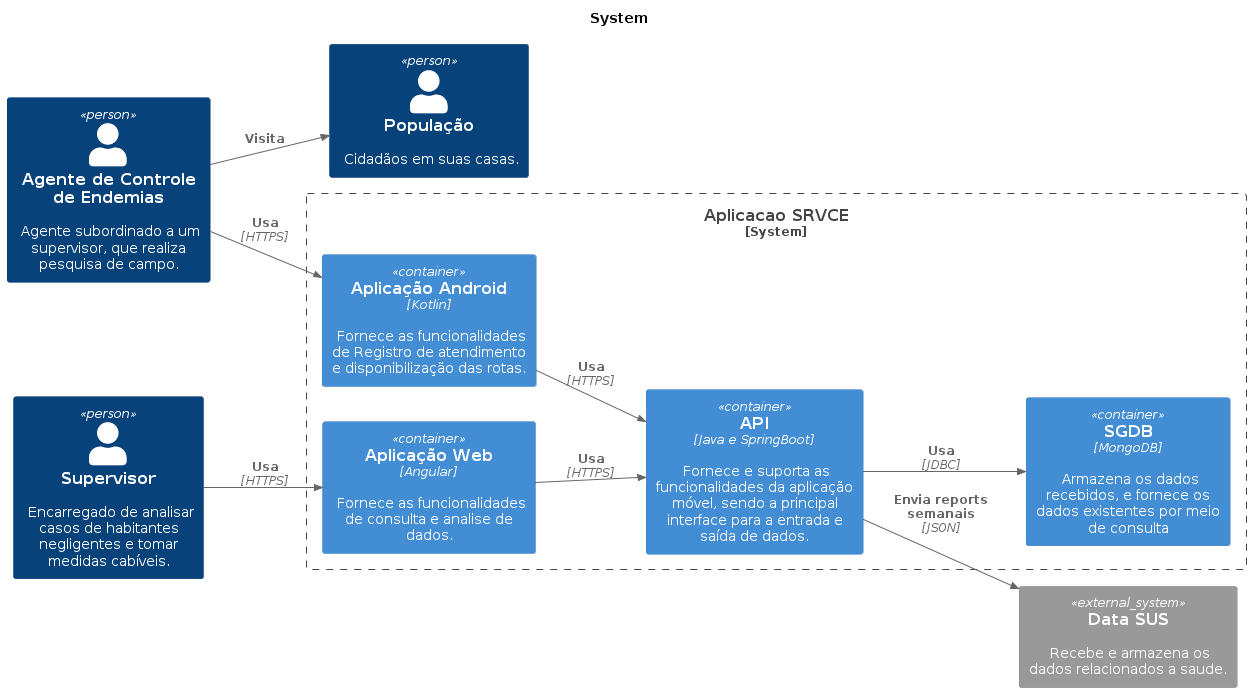 System
«person»
População
Cidadãos em suas casas.
«person»
Agente de Controle
de Endemias
Agente subordinado a um
supervisor, que realiza
pesquisa de campo.
Visita
Usa
[HTTPS]
Aplicacao SRVCE
[System]
«container»
Aplicação Android
[Kotlin]
Fornece as funcionalidades
de Registro de atendimento
e disponibilização das rotas.
Usa
[HTTPS]
«person»
Supervisor
Encarregado de analisar
casos de habitantes
negligentes e tomar
medidas cabíveis.
Usa
[HTTPS]
«container»
Aplicação Web
[Angular]
Fornece as funcionalidades
de consulta e analise de
dados.
Usa
[HTTPS]
«container»
API
[Java e SpringBoot]
Fornece e suporta as
funcionalidades da aplicação
móvel, sendo a principal
interface para a entrada e
saída de dados.
Usa
[JDBC]
Envia reports
semanais
[JSON]
«container»
SGDB
[MongoDB]
Armazena os dados
recebidos, e fornece os
dados existentes por meio
de consulta
«external_system»
Data SUS
Recebe e armazena os
dados relacionados a saude.